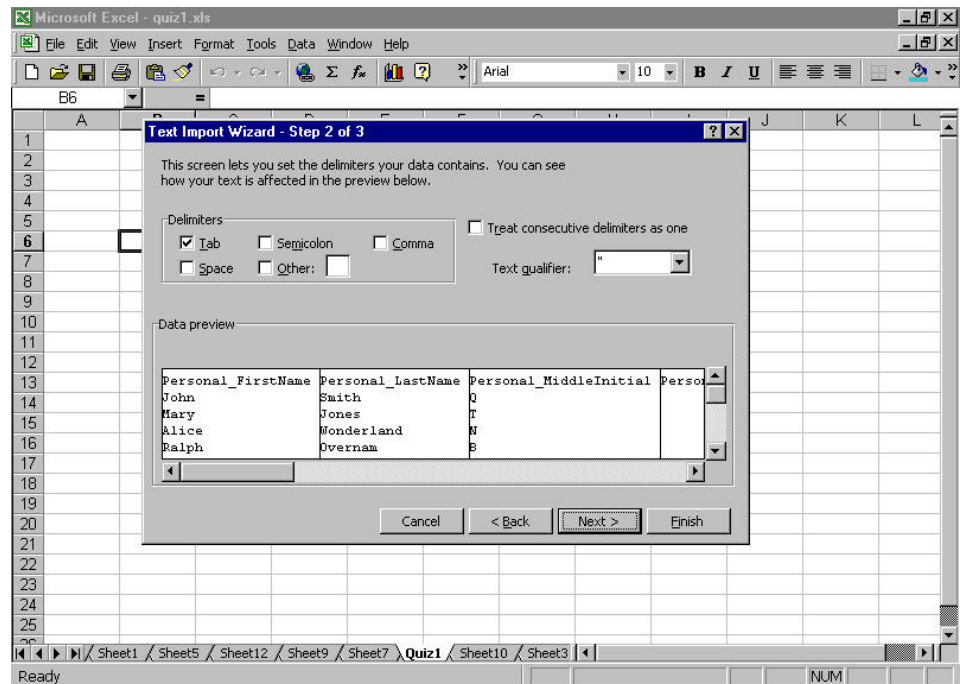 Microsoft Excel - quiz1.xls
File Edit View Insert Format Tools Data Window Help
Arial 10 B I U
B6 =
A J K L
Text Import Wizard - Step 2 of 3
This screen lets you set the delimiters your data contains. You can see
how your text is affected in the preview below.
Delimiters
Tab Semicolon Comma
Space Other:
Treat consecutive delimiters as one
Text qualifier: "
Data preview
Personal_FirstName Personal_LastName Personal_MiddleInitial Person
John Smith Q
Mary Jones T
Alice Wonderland N
Ralph Overnam B
Cancel < Back Next > Finish
1
2
3
4
5
6
7
8
9
10
11
12
13
14
15
16
17
18
19
20
21
22
23
24
25
Sheet1 Sheet5 Sheet12 Sheet9 Sheet7 Quiz1 Sheet10 Sheet3
Ready NUM